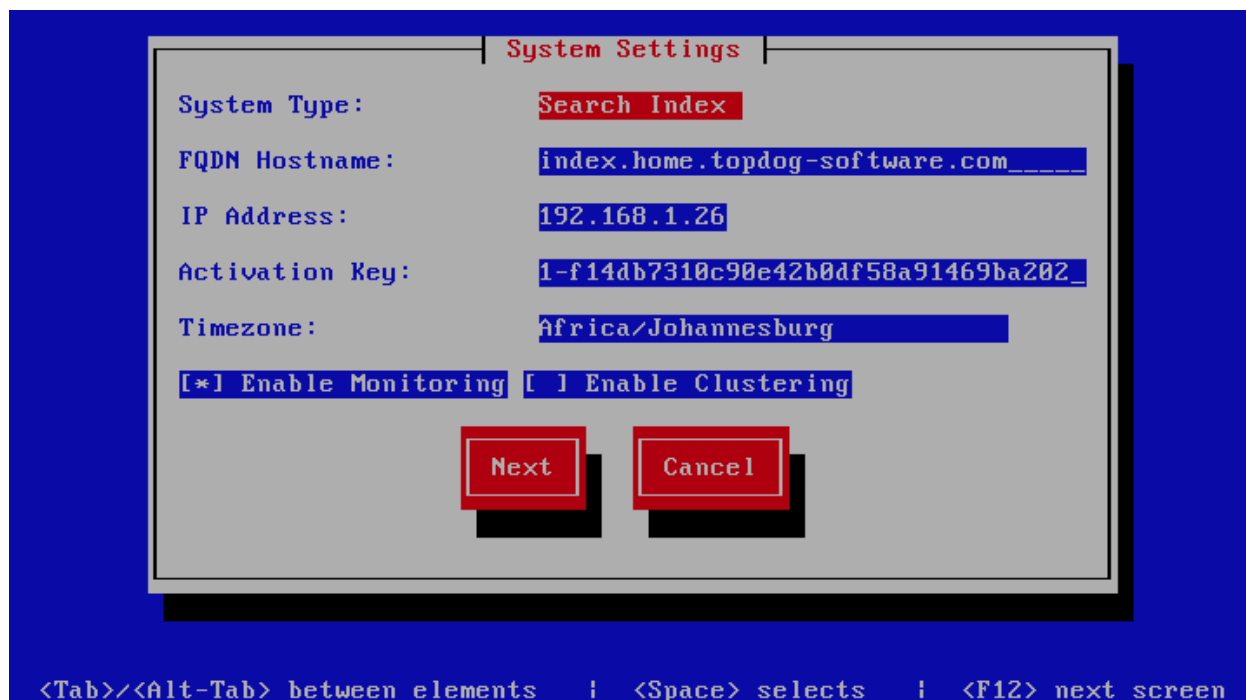 System Settings
System Type: Search Index
FQDN Hostname: index.home.topdog-software.com_____
IP Address: 192.168.1.26
Activation Key: 1-f14db7310c90e42b0df58a91469ba202_
Timezone: Africa/Johannesburg
[*] Enable Monitoring [ ] Enable Clustering
Next Cancel
<Tab>/<Alt-Tab> between elements | <Space> selects | <F12> next screen